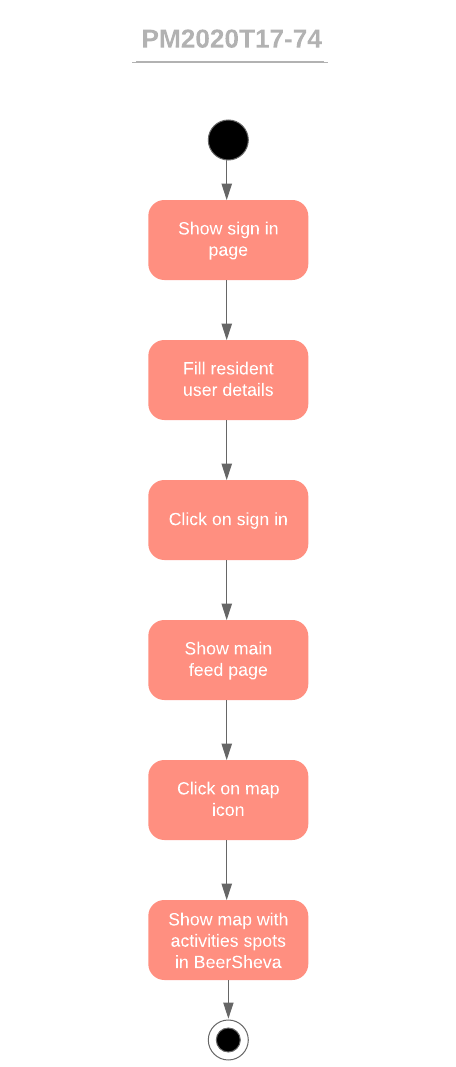 PM2020T17-74
Show sign in
page
Fill resident
user details
Click on sign in
Show main
feed page
Click on map
icon
Show map with
activities spots
in BeerSheva